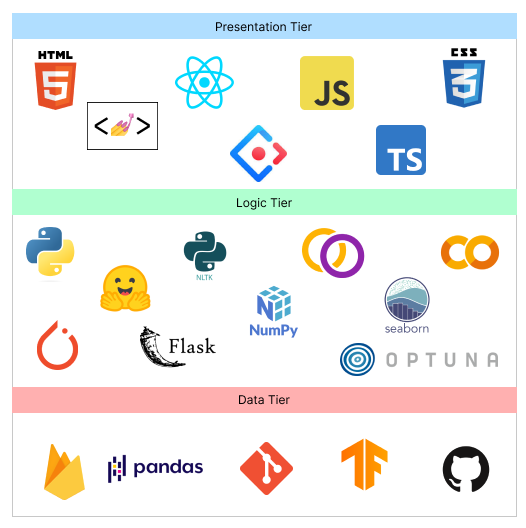 Presentation Tier
HTML
5
JS
CSS
3
< >
TS
Logic Tier
NLTK
NumPy
seaborn
Flask
OPTUNA
Data Tier
pandas